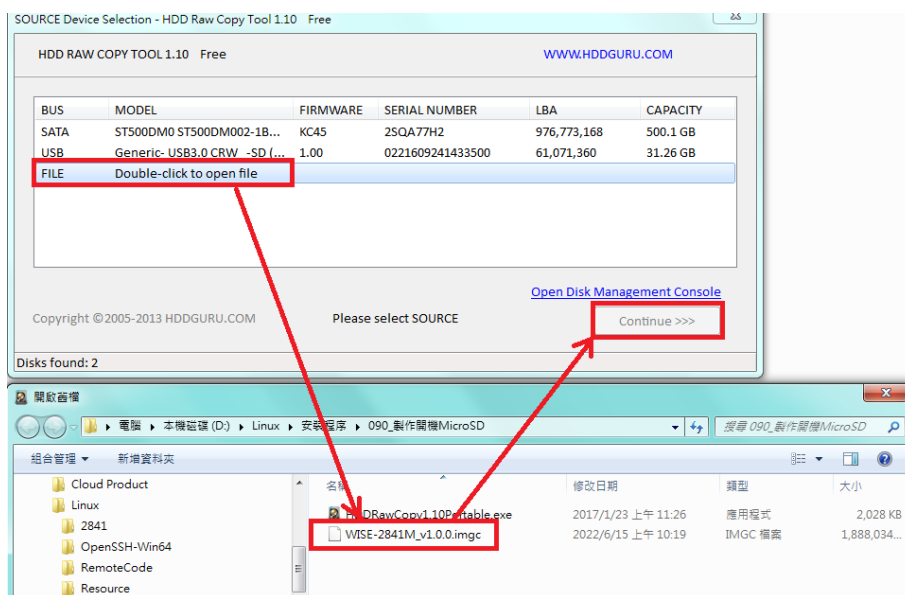 SOURCE Device Selection - HDD Raw Copy Tool 1.10 Free
HDD RAW COPY TOOL 1.10 Free WWW.HDDGURU.COM
BUS MODEL FIRMWARE SERIAL NUMBER LBA CAPACITY
SATA ST500DM0 ST500DM002-1B... KC45 2SQA77H2 976,773,168 500.1 GB
USB Generic- USB3.0 CRW -SD (... 1.00 0221609241433500 61,071,360 31.26 GB
FILE Double-click to open file
Open Disk Management Console
Copyright ©2005-2013 HDDGURU.COM Please select SOURCE Continue >>>
Disks found: 2
開啟舊檔
電腦 本機磁碟 (D:) Linux 安裝程序 090_製作開機MicroSD 搜尋 090_製作開機MicroSD
組合管理 新增資料夾
Cloud Product 名稱 修改日期 類型 大小
Linux
2841 HDDRawCopy1.10Portable.exe 2017/1/23 上午 11:26 應用程式 2,028 KB
OpenSSH-Win64 WISE-2841M_v1.0.0.imgc 2022/6/15 上午 10:19 IMGC 檔案 1,888,034...
RemoteCode
Resource